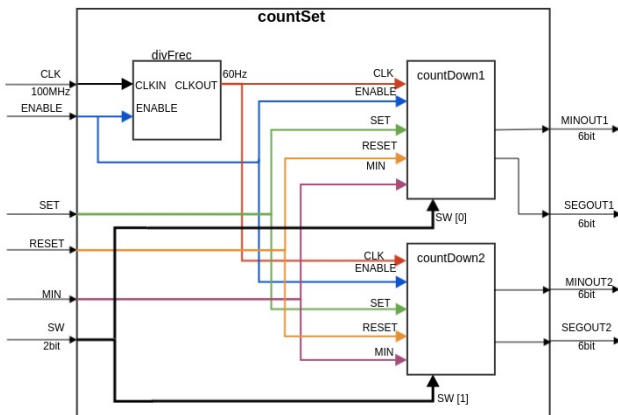 countSet
divFrec
CLK
100MHz
ENABLE
CLKIN CLKOUT
ENABLE
60Hz
CLK
ENABLE
SET
RESET
MIN
countDown1
SW [0]
MINOUT1
6bit
SEGOUT1
6bit
SET
RESET
MIN
SW
2bit
CLK
ENABLE
SET
RESET
MIN
countDown2
SW [1]
MINOUT2
6bit
SEGOUT2
6bit